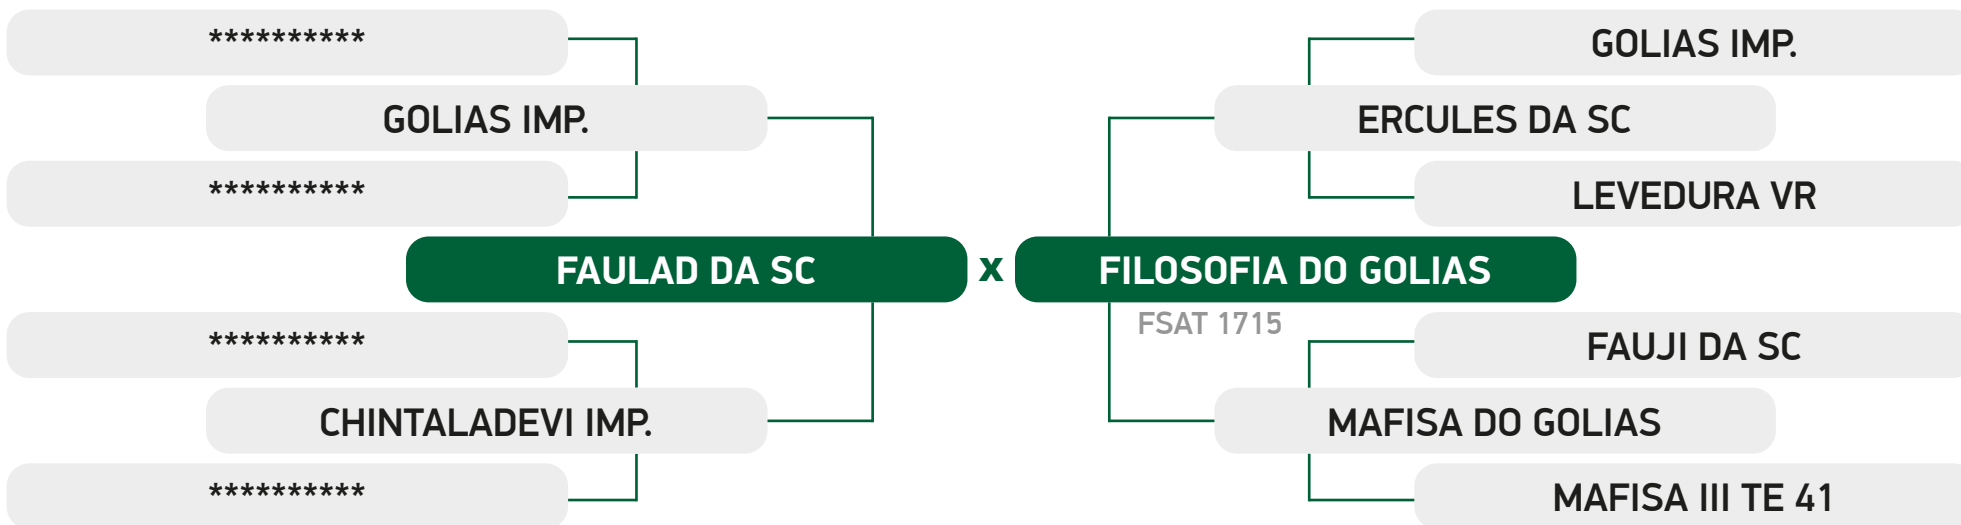 **********
GOLIAS IMP.
**********
FAULAD DA SC
**********
CHINTALADEVI IMP.
**********
x
GOLIAS IMP.
ERCULES DA SC
LEVEDURA VR
FILOSOFIA DO GOLIAS
FSAT 1715
FAUJI DA SC
MAFISA DO GOLIAS
MAFISA III TE 41